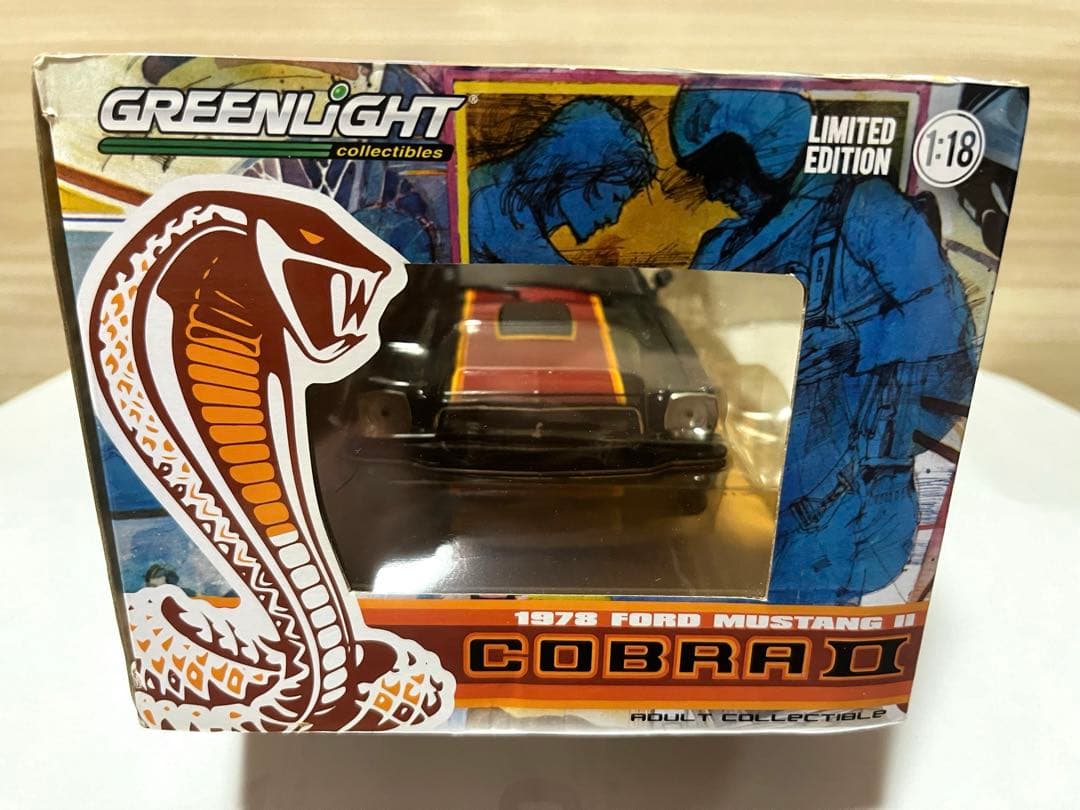 GREENLiGHT®
collectibles
LIMITED
EDITION
1:18
1978 FORD MUSTANG II
COBRA II
ADULT COLLECTIBLE